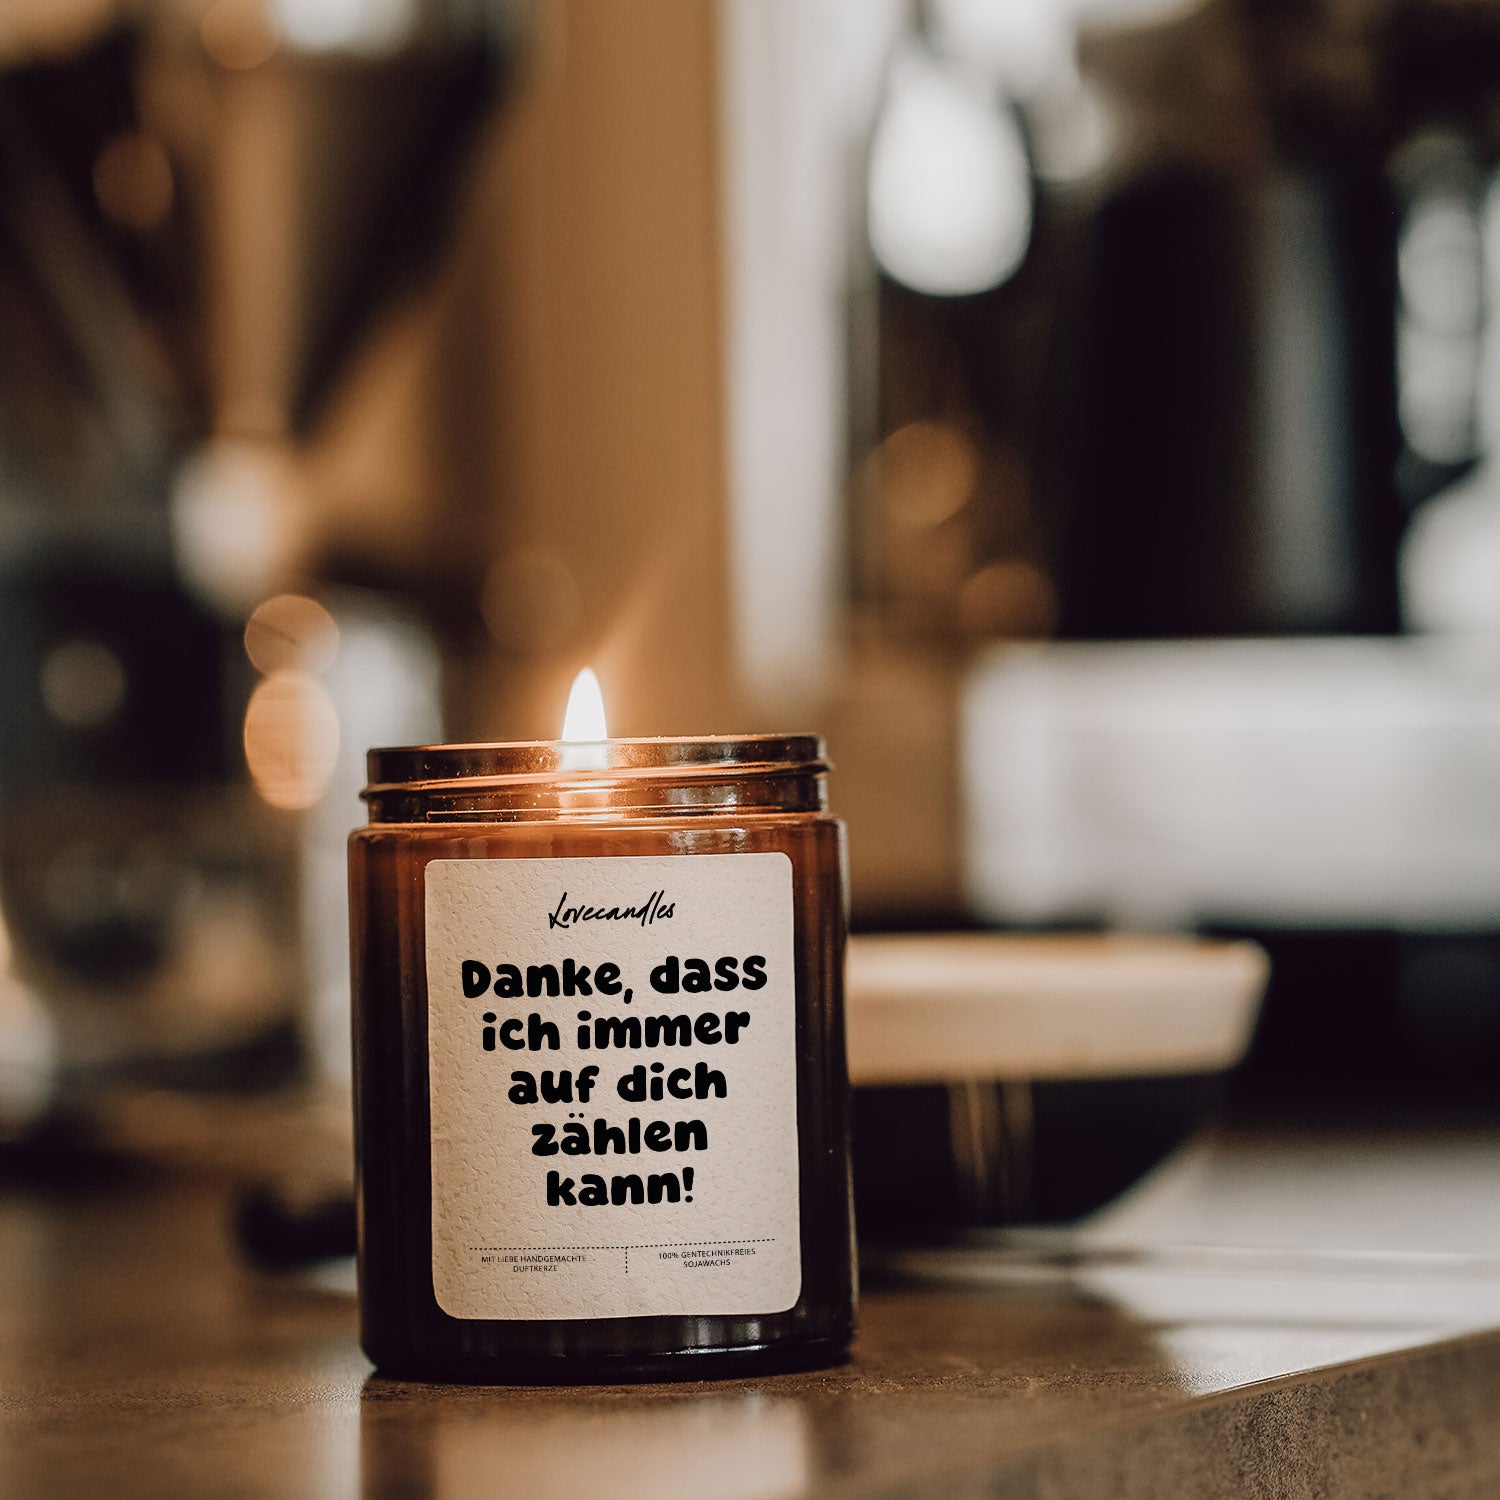 Lovecandles
Danke, dass
ich immer
auf dich
zählen
kann!
MIT LIEBE HANDGEMACHTE
DUFTKERZE
100% GENTECHNIKFREIES
SOJAWACHS